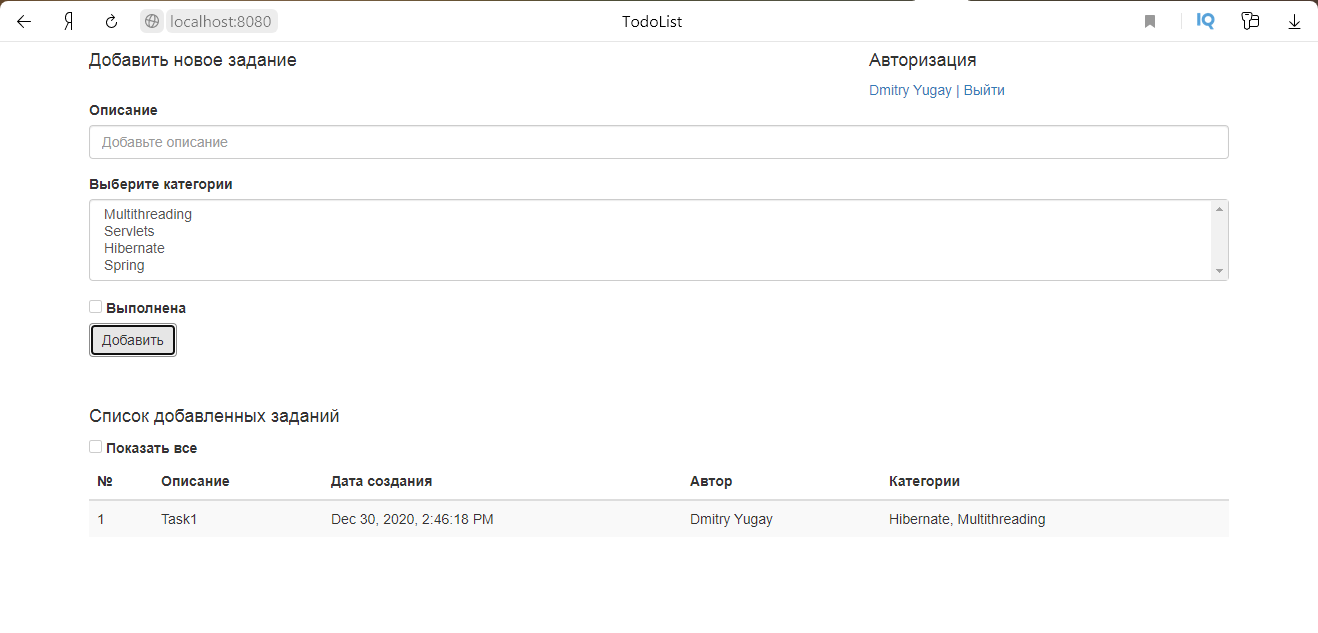 Я localhost:8080 TodoList IQ
Добавить новое задание
Авторизация
Dmitry Yugay | Выйти
Описание
Добавьте описание
Выберите категории
Multithreading
Servlets
Hibernate
Spring
Выполнена
Добавить
Список добавленных заданий
Показать все
№ Описание Дата создания Автор Категории
1 Task1 Dec 30, 2020, 2:46:18 PM Dmitry Yugay Hibernate, Multithreading